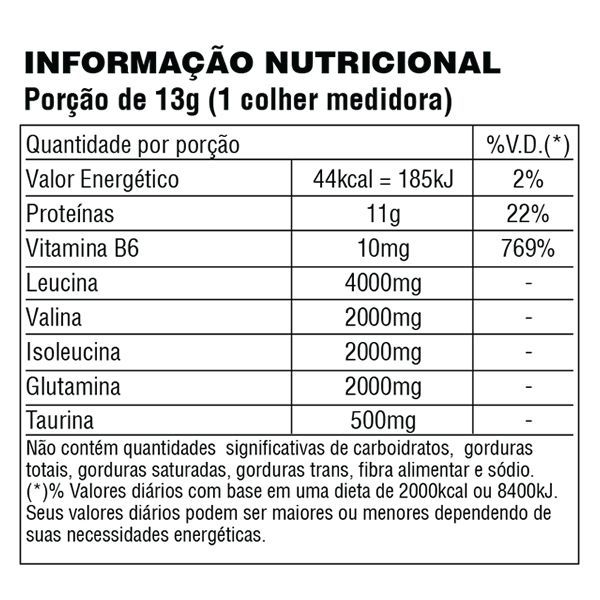 INFORMAÇÃO NUTRICIONAL
Porção de 13g (1 colher medidora)
Quantidade por porção %V.D.(*)
Valor Energético 44kcal = 185kJ 2%
Proteínas 11g 22%
Vitamina B6 10mg 769%
Leucina 4000mg -
Valina 2000mg -
Isoleucina 2000mg -
Glutamina 2000mg -
Taurina 500mg -
Não contém quantidades significativas de carboidratos, gorduras
totais, gorduras saturadas, gorduras trans, fibra alimentar e sódio.
(*)% Valores diários com base em uma dieta de 2000kcal ou 8400kJ.
Seus valores diários podem ser maiores ou menores dependendo de
suas necessidades energéticas.